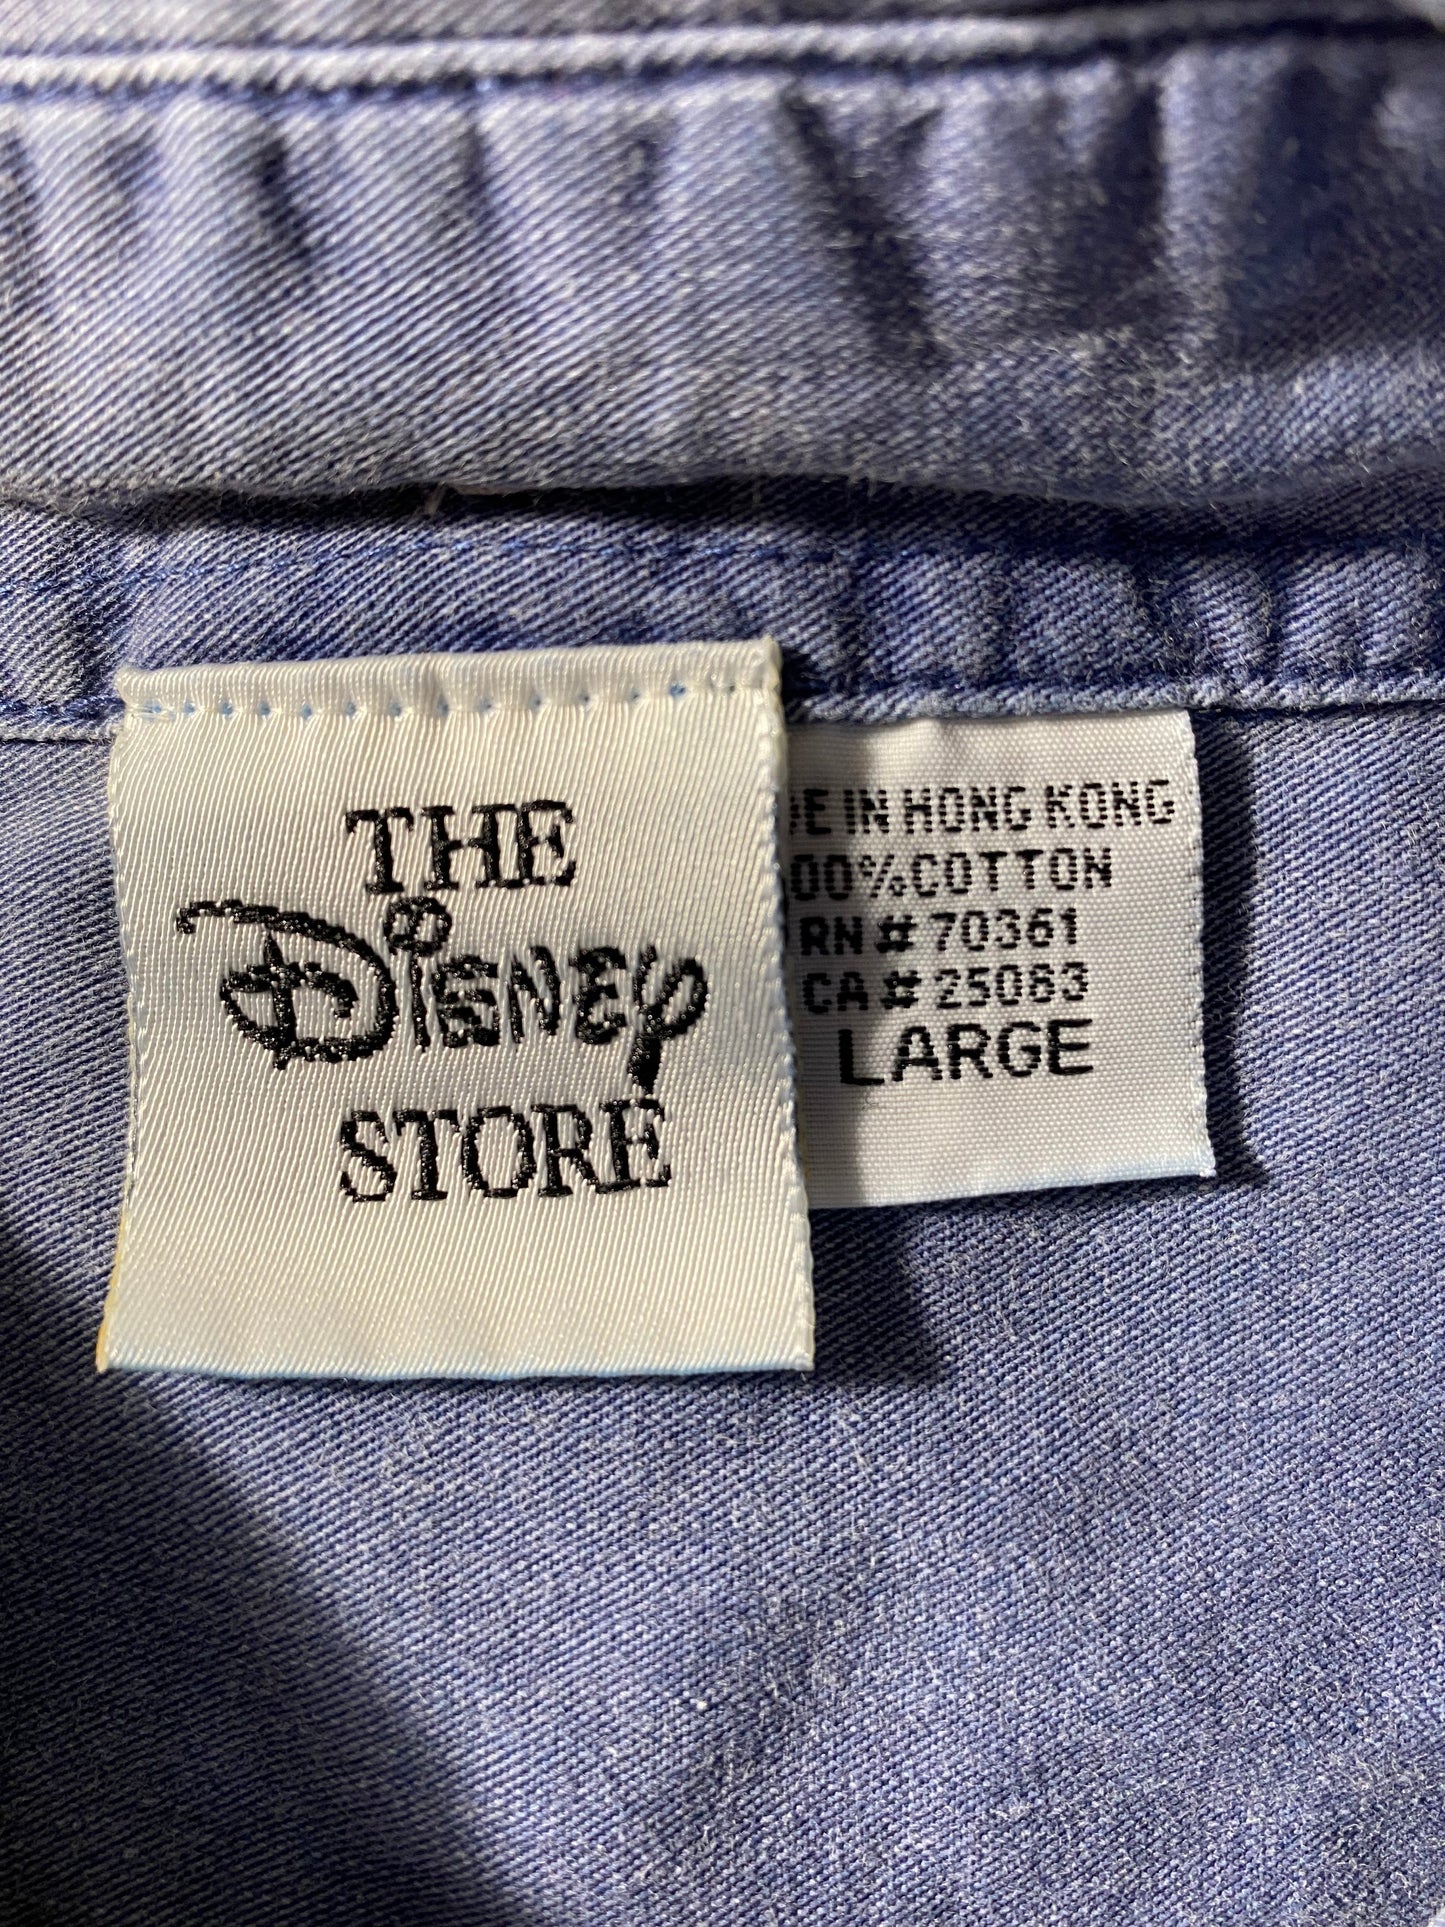 THE
DISNEY
STORE
E IN HONG KONG
00% COTTON
RN # 70361
CA # 25083
LARGE